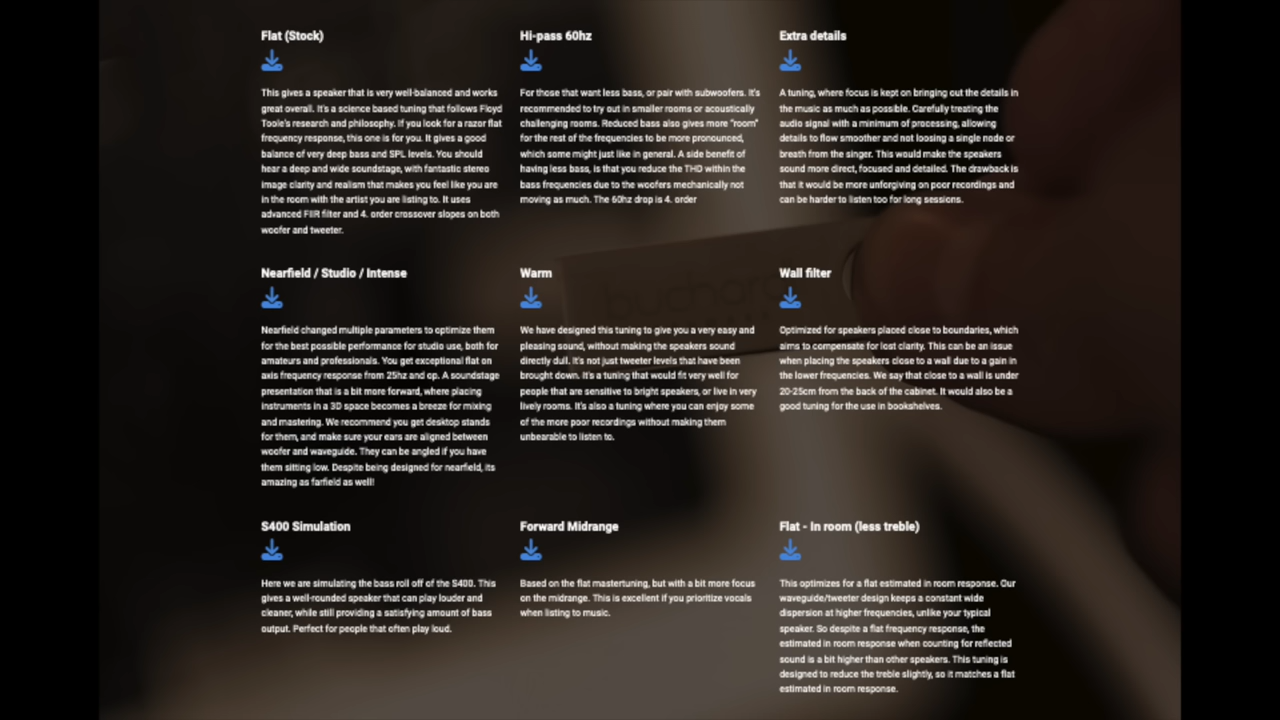 Flat (Stock)
This gives a speaker that is very well-balanced and works
great overall. It's a science based tuning that follows Floyd
Toole's research and philosophy. If you look for a razor flat
frequency response, this one is for you. It gives a good
balance of very deep bass and SPL levels. You should
hear a deep and wide soundstage, with fantastic stereo
image clarity and realism that makes you feel like you are
in the room with the artist you are listing to. It uses
advanced FIIR filter and 4. order crossover slopes on both
woofer and tweeter.
Hi-pass 60hz
For those that want less bass, or pair with subwoofers. It's
recommended to try out in smaller rooms or acoustically
challenging rooms. Reduced bass also gives more "room"
for the rest of the frequencies to be more pronounced,
which some might just like in general. A side benefit of
having less bass, is that you reduce the THD within the
bass frequencies due to the woofers mechanically not
moving as much. The 60hz drop is 4. order
Extra details
A tuning, where focus is kept on bringing out the details in
the music as much as possible. Carefully treating the
audio signal with a minimum of processing, allowing
details to flow smoother and not loosing a single node or
breath from the singer. This would make the speakers
sound more direct, focused and detailed. The drawback is
that it would be more unforgiving on poor recordings and
can be harder to listen too for long sessions.
Nearfield / Studio / Intense
Nearfield changed multiple parameters to optimize them
for the best possible performance for studio use, both for
amateurs and professionals. You get exceptional flat on
axis frequency response from 25hz and op. A soundstage
presentation that is a bit more forward, where placing
instruments in a 3D space becomes a breeze for mixing
and mastering. We recommend you get desktop stands
for them, and make sure your ears are aligned between
woofer and waveguide. They can be angled if you have
them sitting low. Despite being designed for nearfield, its
amazing as farfield as well!
Warm
We have designed this tuning to give you a very easy and
pleasing sound, without making the speakers sound
directly dull. It's not just tweeter levels that have been
brought down. It's a tuning that would fit very well for
people that are sensitive to bright speakers, or live in very
lively rooms. It's also a tuning where you can enjoy some
of the more poor recordings without making them
unbearable to listen to.
Wall filter
Optimized for speakers placed close to boundaries, which
aims to compensate for lost clarity. This can be an issue
when placing the speakers close to a wall due to a gain in
the lower frequencies. We say that close to a wall is under
20-25cm from the back of the cabinet. It would also be a
good tuning for the use in bookshelves.
S400 Simulation
Here we are simulating the bass roll off of the S400. This
gives a well-rounded speaker that can play louder and
cleaner, while still providing a satisfying amount of bass
output. Perfect for people that often play loud.
Forward Midrange
Based on the flat mastertuning, but with a bit more focus
on the midrange. This is excellent if you prioritize vocals
when listing to music.
Flat - In room (less treble)
This optimizes for a flat estimated in room response. Our
waveguide/tweeter design keeps a constant wide
dispersion at higher frequencies, unlike your typical
speaker. So despite a flat frequency response, the
estimated in room response when counting for reflected
sound is a bit higher than other speakers. This tuning is
designed to reduce the treble slightly, so it matches a flat
estimated in room response.